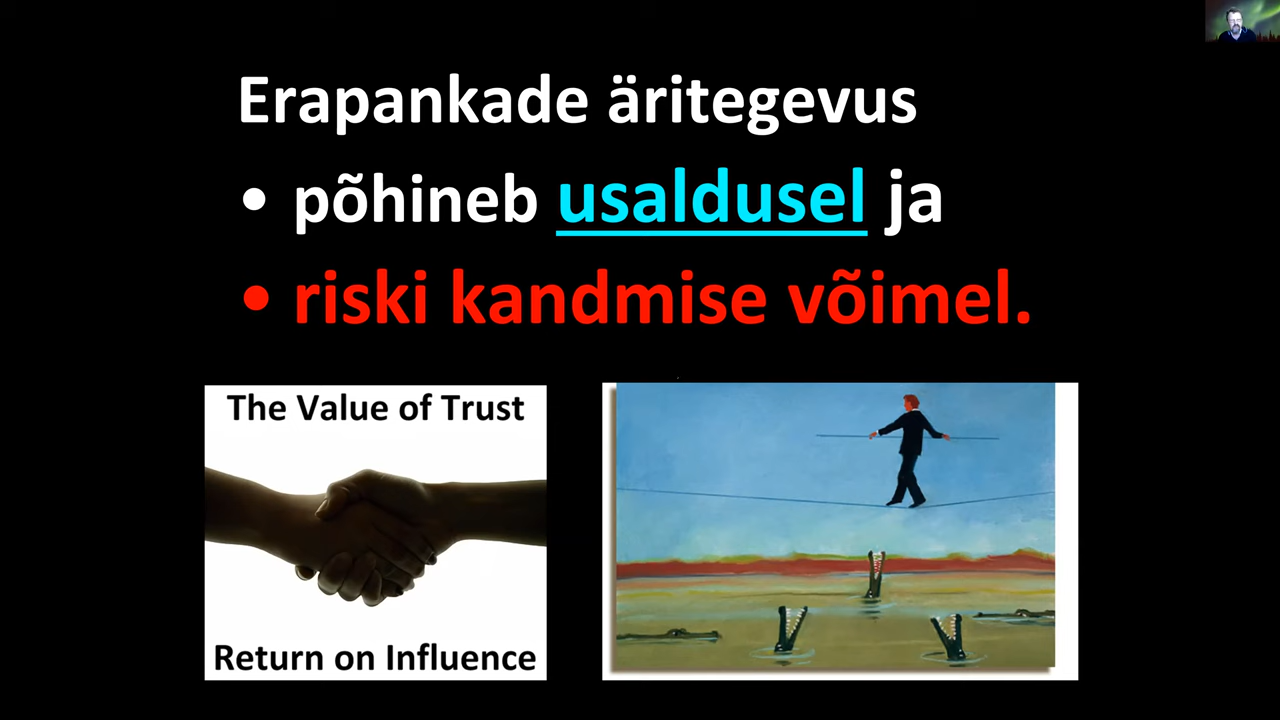 Erapankade äritegevus
• põhineb usaldusel ja
• riski kandmise võimel.
The Value of Trust
Return on Influence